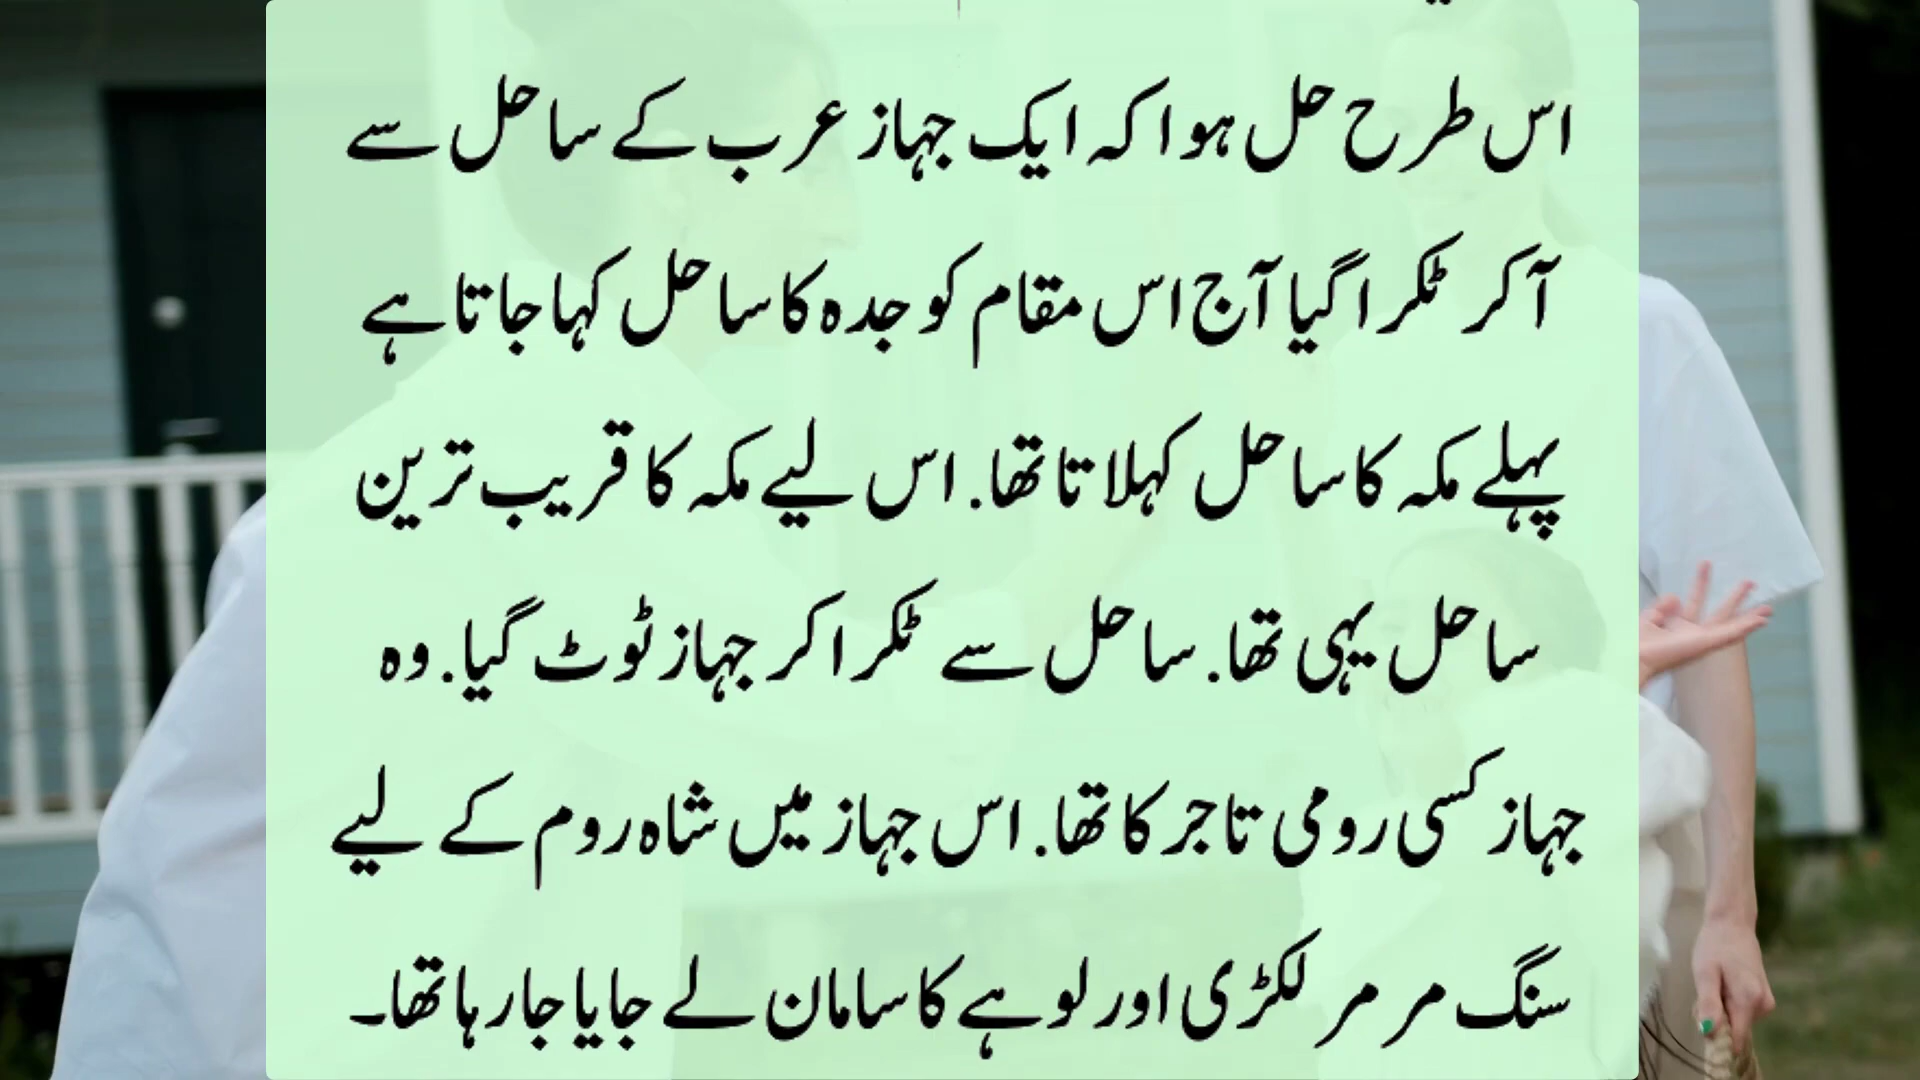 اس طرح حل ہوا کہ ایک جہاز عرب کے ساحل سے
آکر ٹکرا گیا آج اس مقام کو جدہ کا ساحل کہا جاتا ہے
پہلے مکہ کا ساحل کہلاتا تھا. اس لیے مکہ کا قریب ترین
ساحل یہی تھا. ساحل سے ٹکرا کر جہاز ٹوٹ گیا. وہ
جہاز کسی رومی تاجر کا تھا. اس جہاز میں شاہ روم کے لیے
سنگ مر مر لکڑی اور لوہے کا سامان لے جایا جا رہا تھا۔